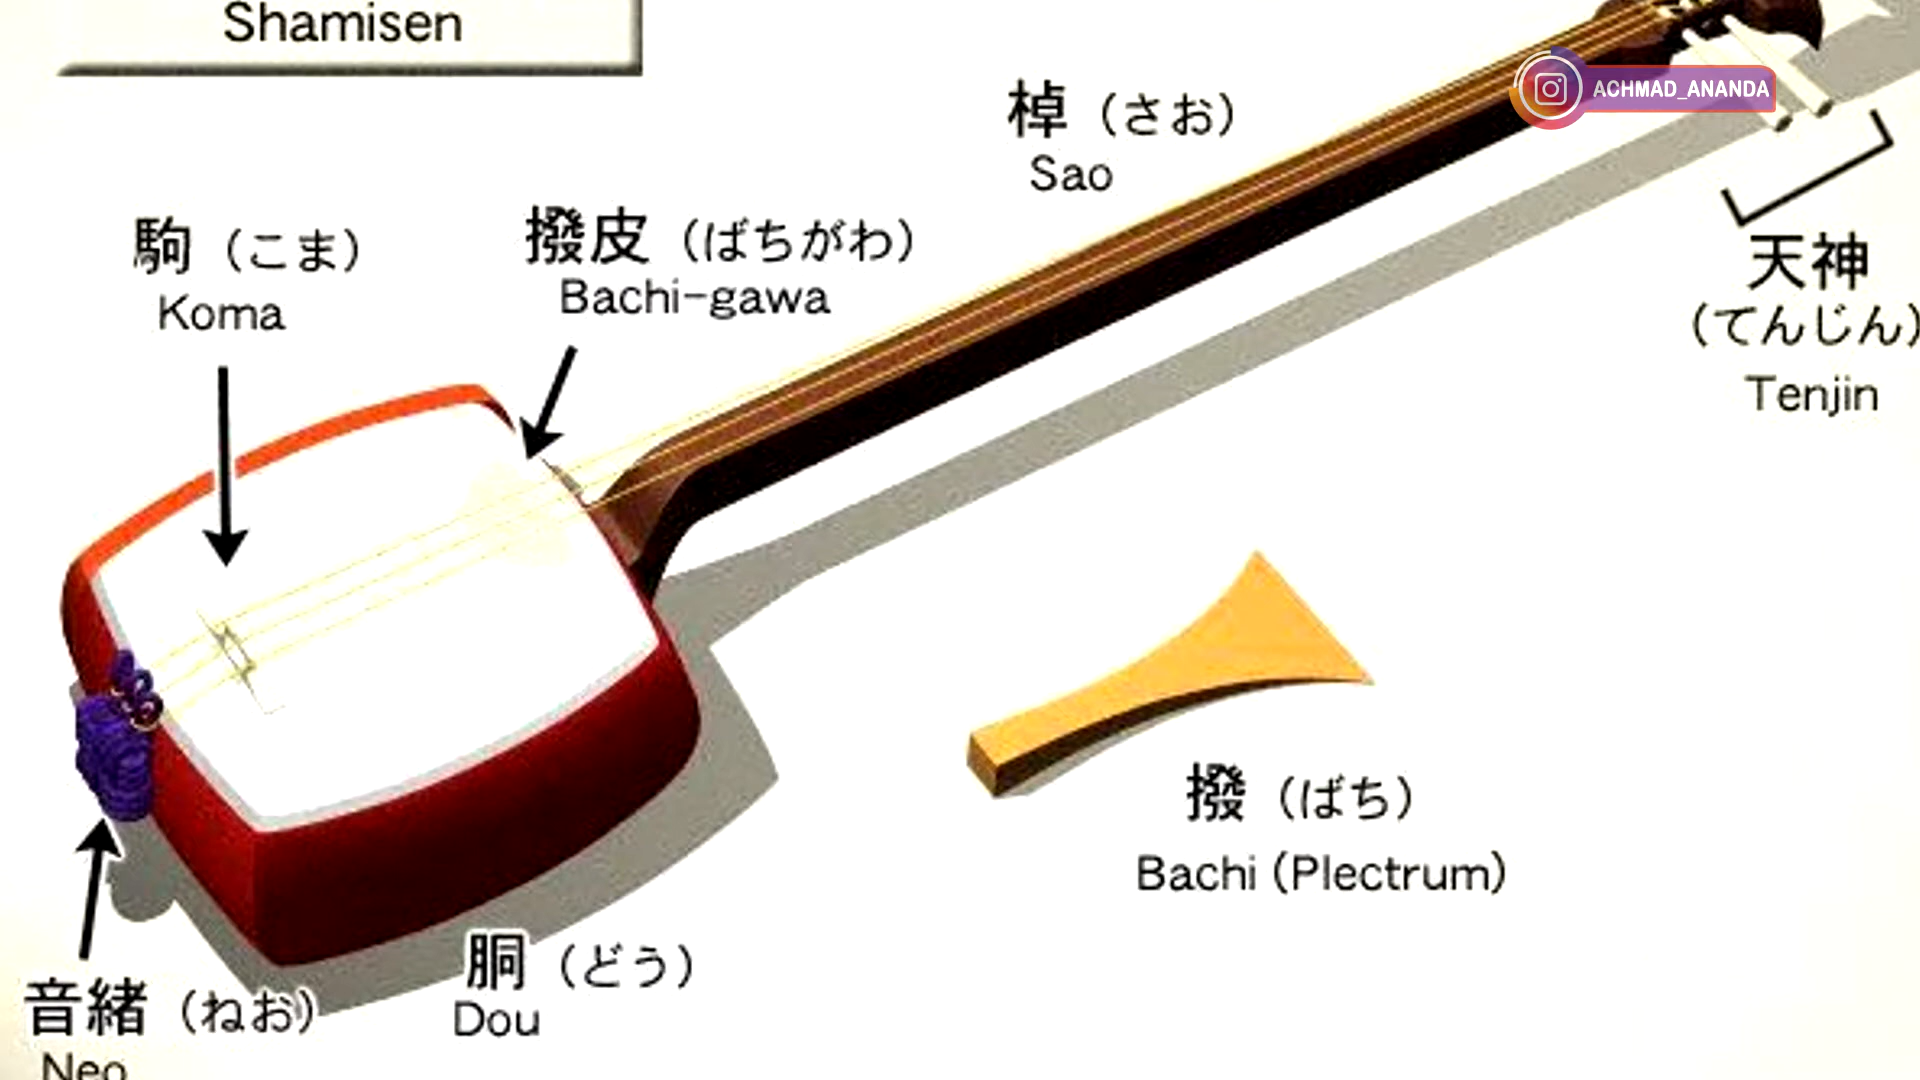 Shamisen
ACHMAD_ANANDA
棹（さお）
Sao
駒（こま）
Koma
撥皮（ばちがわ）
Bachi-gawa
天神
（てんじん）
Tenjin
撥（ばち）
Bachi (Plectrum)
胴（どう）
Dou
音緒（ねお）
Neo